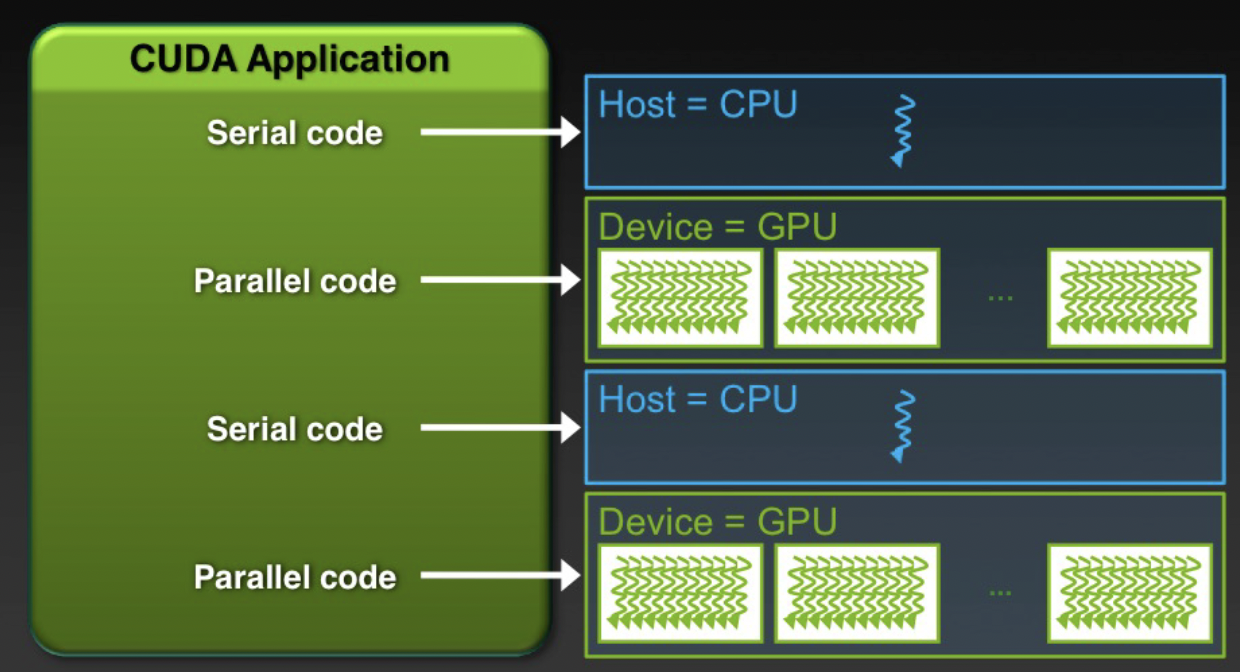 CUDA Application
Serial code
Host = CPU
Parallel code
Device = GPU
...
Serial code
Host = CPU
Parallel code
Device = GPU
...